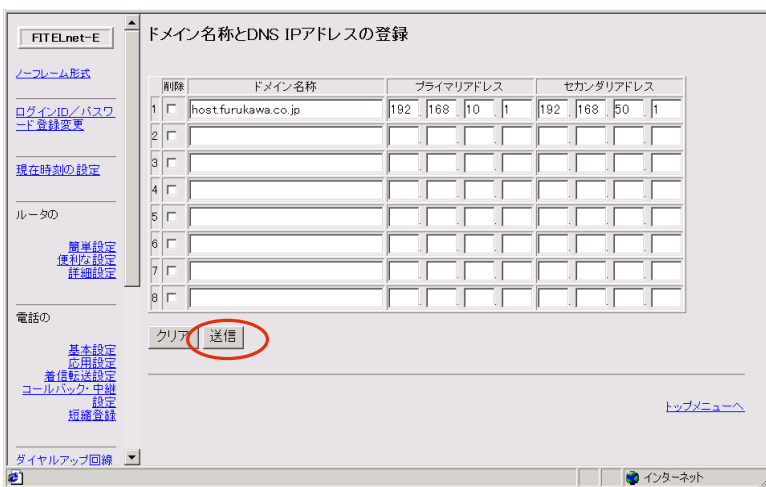 FITELnet-E
ノーフレーム形式
ログインID／パスワ
ード登録変更
現在時刻の設定
ルータの
簡単設定
便利な設定
詳細設定
電話の
基本設定
応用設定
着信転送設定
コールバック・中継
設定
短縮登録
ダイヤルアップ回線
ドメイン名称とDNS IPアドレスの登録
削除 ドメイン名称 プライマリアドレス セカンダリアドレス
1 host.furukawa.co.jp 192 . 168 . 10 . 1 192 . 168 . 50 . 1
2 . . . . . .
3 . . . . . .
4 . . . . . .
5 . . . . . .
6 . . . . . .
7 . . . . . .
8 . . . . . .
クリア 送信
トップメニューへ
インターネット